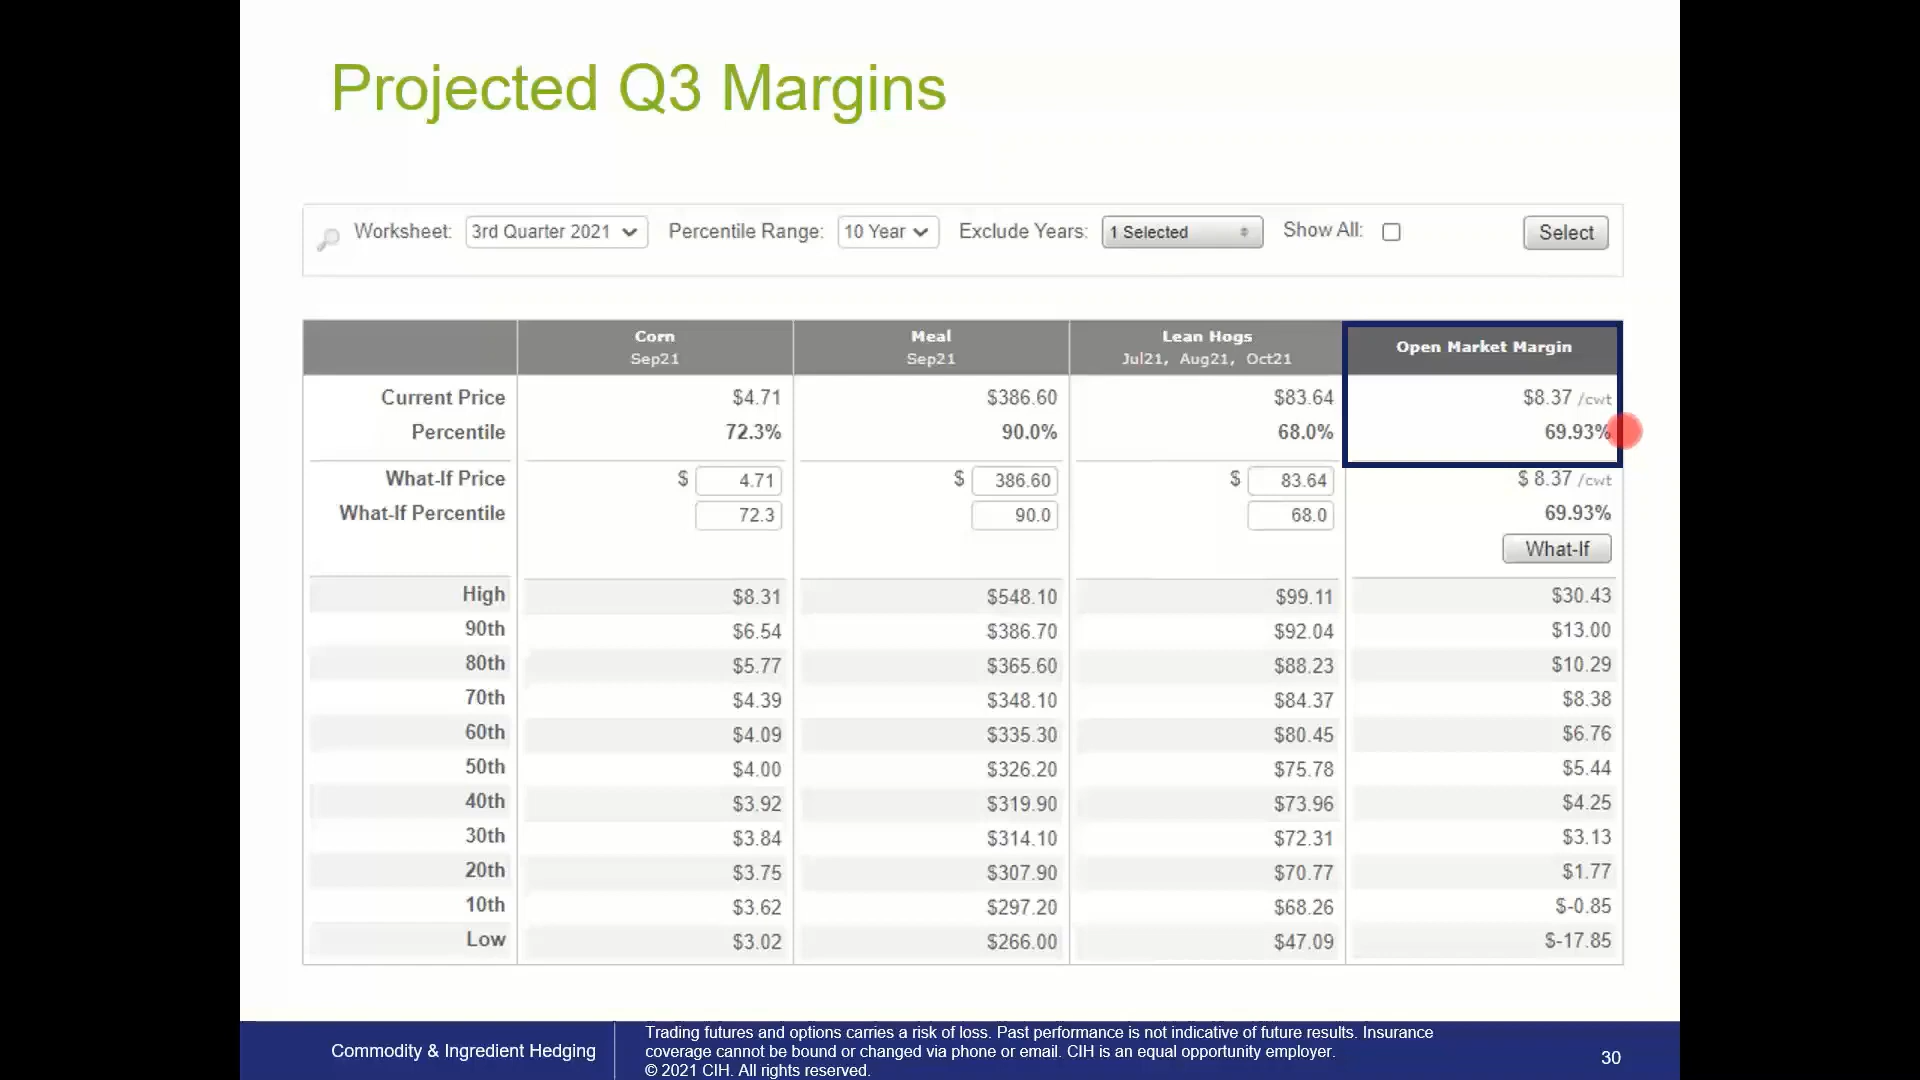 Projected Q3 Margins
Worksheet: 3rd Quarter 2021 Percentile Range: 10 Year Exclude Years: 1 Selected Show All: Select
Corn Meal Lean Hogs Open Market Margin
Sep21 Sep21 Jul21, Aug21, Oct21
Current Price $4.71 $386.60 $83.64 $8.37 /cwt
Percentile 72.3% 90.0% 68.0% 69.93%
What-If Price $ 4.71 $ 386.60 $ 83.64 $ 8.37 /cwt
What-If Percentile 72.3 90.0 68.0 69.93%
What-If
High $8.31 $548.10 $99.11 $30.43
90th $6.54 $386.70 $92.04 $13.00
80th $5.77 $365.60 $88.23 $10.29
70th $4.39 $348.10 $84.37 $8.38
60th $4.09 $335.30 $80.45 $6.76
50th $4.00 $326.20 $75.78 $5.44
40th $3.92 $319.90 $73.96 $4.25
30th $3.84 $314.10 $72.31 $3.13
20th $3.75 $307.90 $70.77 $1.77
10th $3.62 $297.20 $68.26 $-0.85
Low $3.02 $266.00 $47.09 $-17.85
Commodity & Ingredient Hedging
Trading futures and options carries a risk of loss. Past performance is not indicative of future results. Insurance
coverage cannot be bound or changed via phone or email. CIH is an equal opportunity employer.
© 2021 CIH. All rights reserved.
30